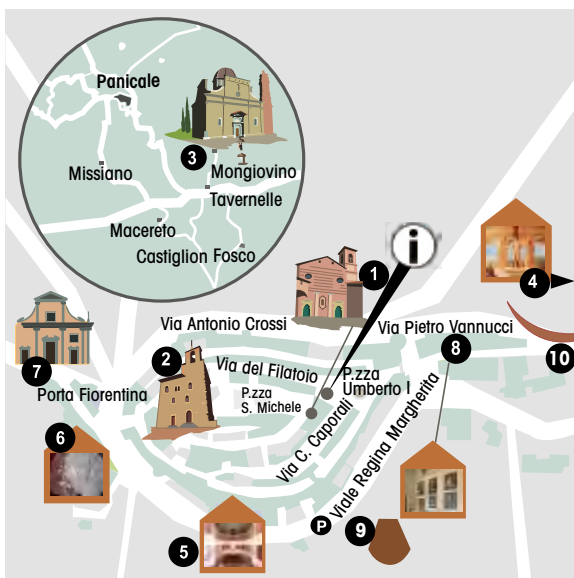 Panicale
3
Missiano
Mongiovino
Tavernelle
Macereto
Castiglion Fosco
i
1
4
Via Antonio Crossi
Via Pietro Vannucci
8
10
7
2
Via del Filatoio
P.zza
Umberto I
Porta Fiorentina
P.zza
S. Michele
Via C. Caporali
Viale Regina Margherita
6
P
9
5